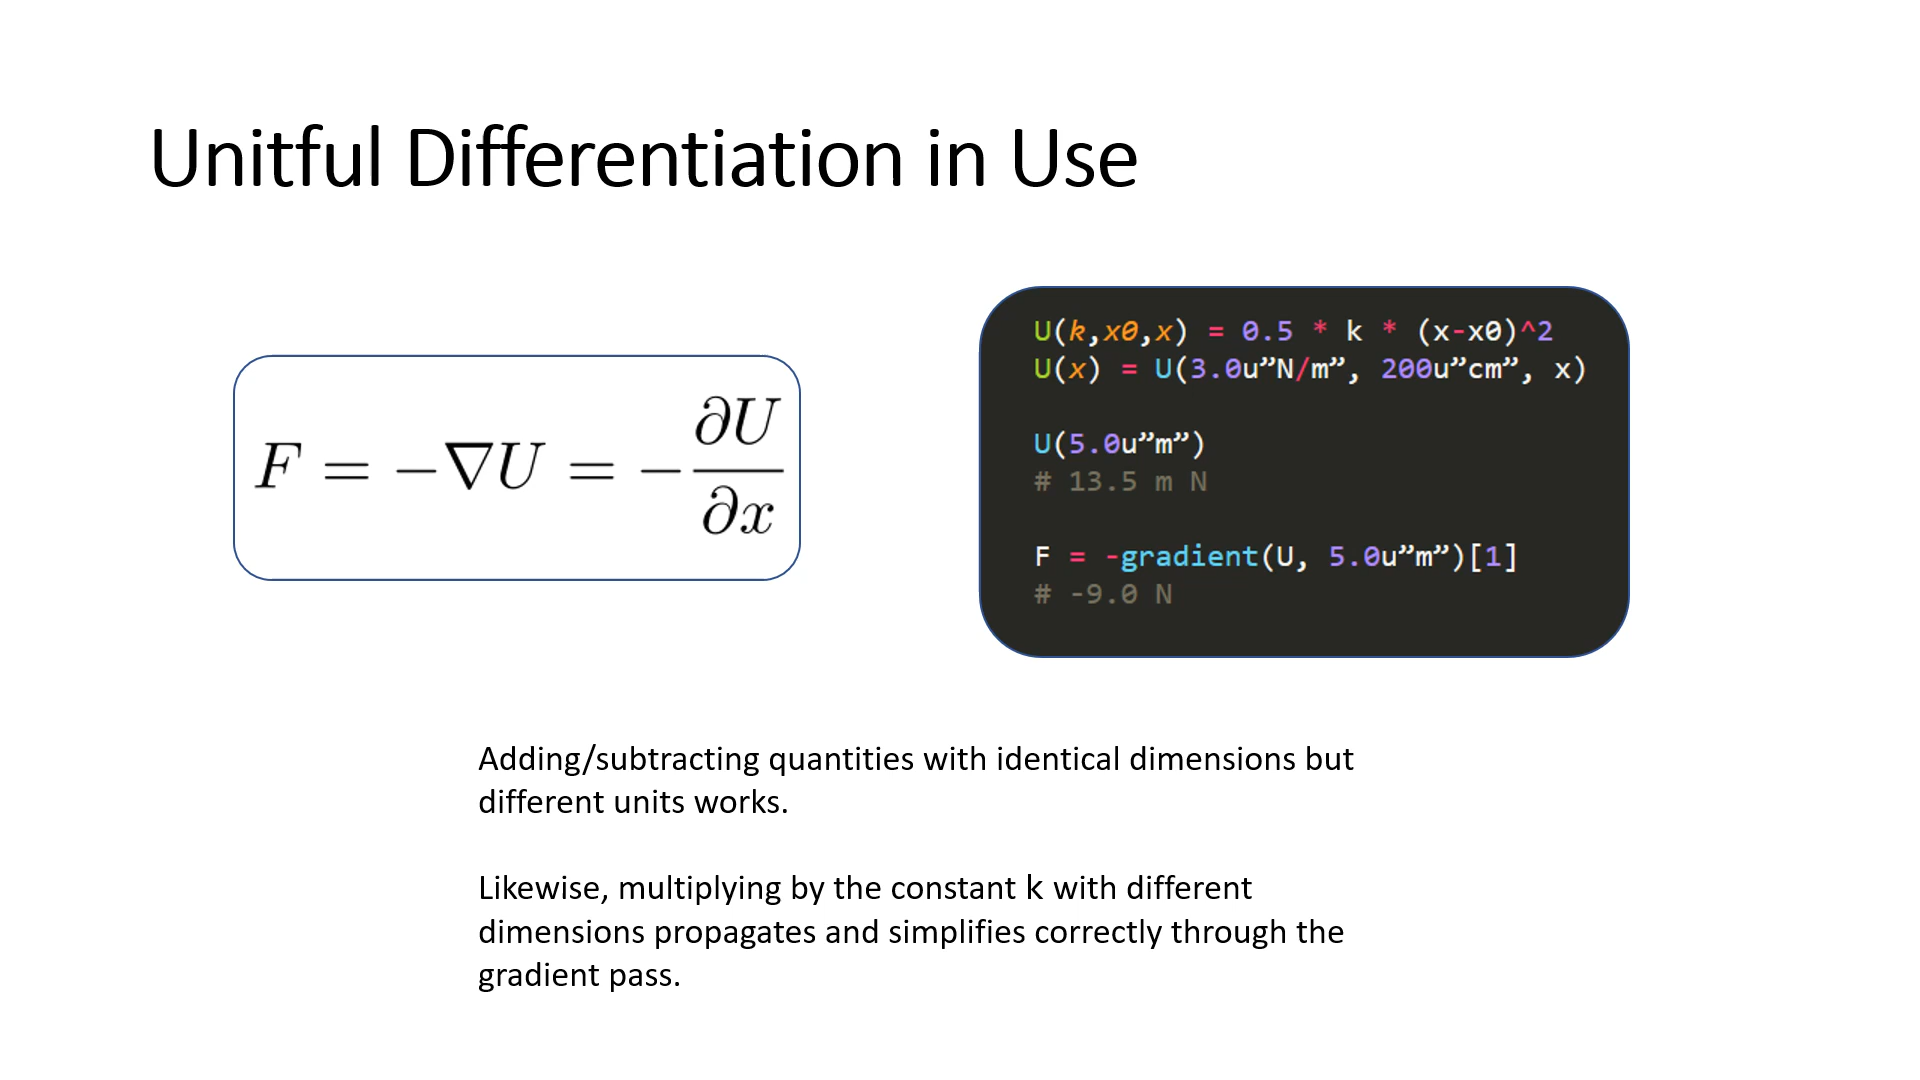 Unitful Differentiation in Use
F = −∇U = −∂U/∂x
U(k,x0,x) = 0.5 * k * (x-x0)^2
U(x) = U(3.0u”N/m”, 200u”cm”, x)
U(5.0u”m”)
# 13.5 m N
F = -gradient(U, 5.0u”m”)[1]
# -9.0 N
Adding/subtracting quantities with identical dimensions but
different units works.
Likewise, multiplying by the constant k with different
dimensions propagates and simplifies correctly through the
gradient pass.